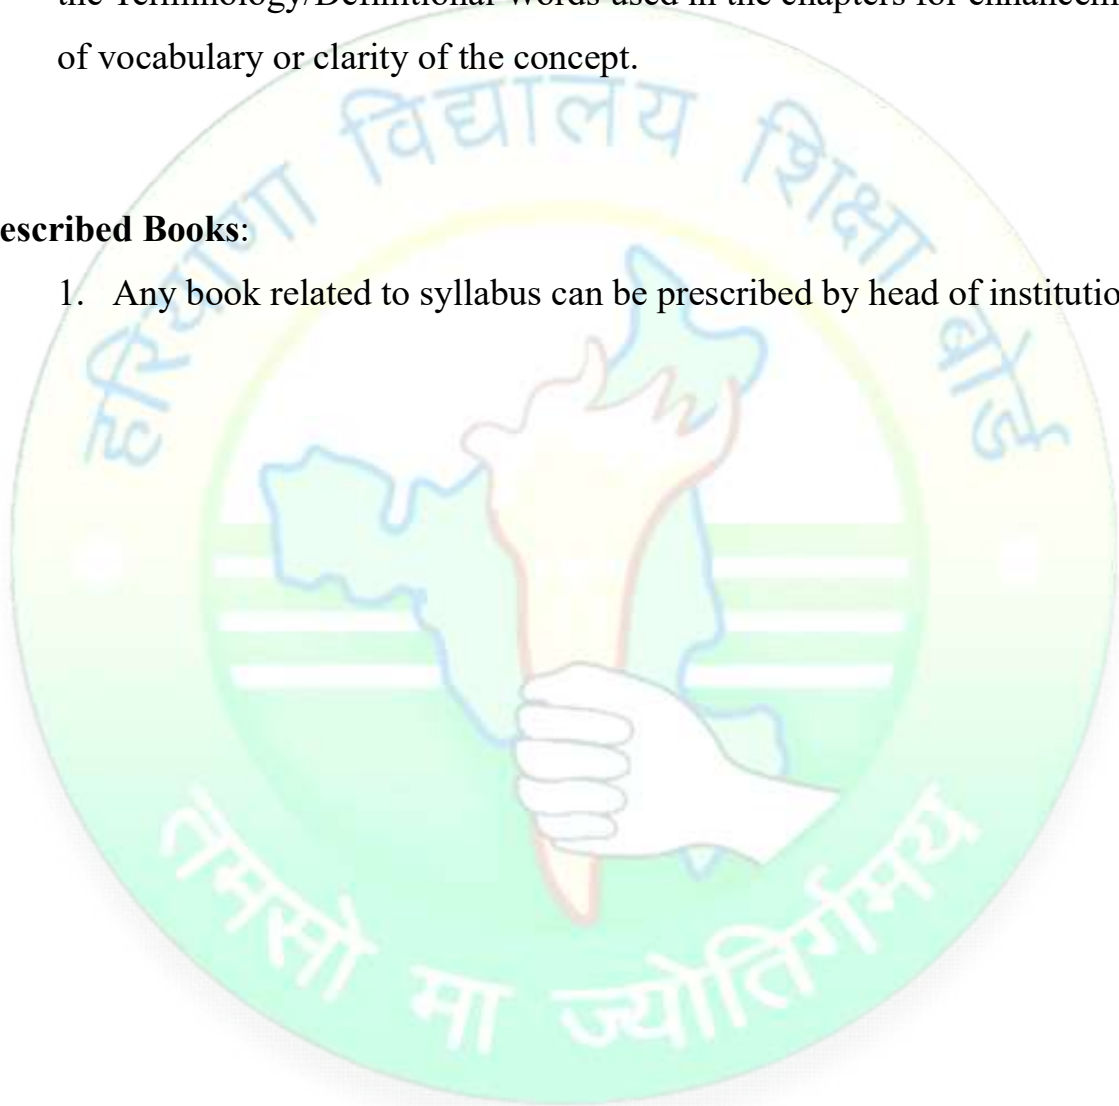 the Terminology/Definitional Words used in the chapters for enhancem
of vocabulary or clarity of the concept.
escribed Books:
1. Any book related to syllabus can be prescribed by head of institutio
हरियाणा विद्यालय शिक्षा बोर्ड
तमसो मा ज्योतिर्गमय